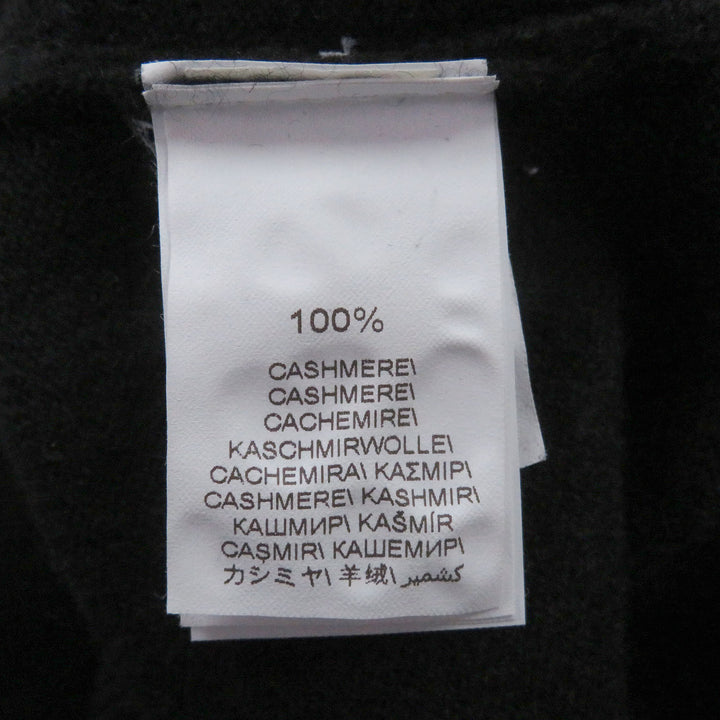 100%
CASHMERE\
CASHMERE\
CACHEMIRE\
KASCHMIRWOLLE\
CACHEMIRA\ ΚΑΣΜΙΡ\
CASHMERE\ KASHMIR\
КАШМИР\ KAŠMÍR
CAŞMIR\ КАШЕМИР\
カシミヤ\ 羊绒\ كشمير